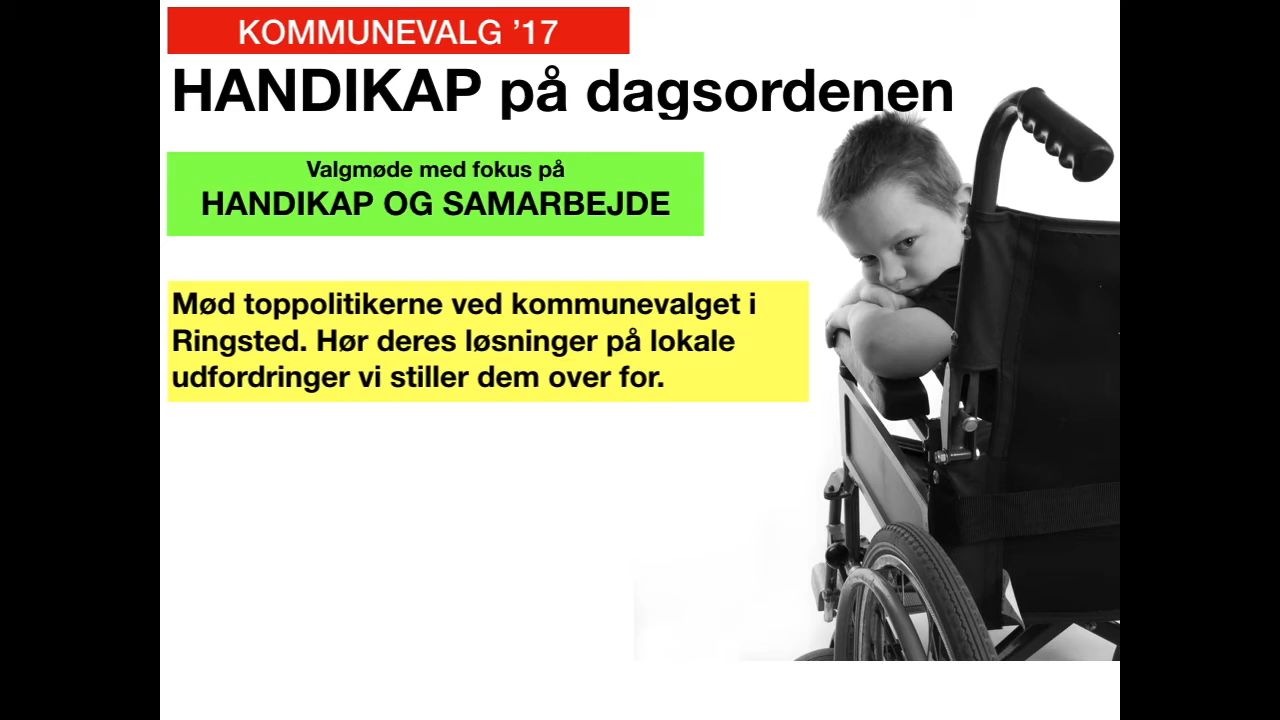 KOMMUNEVALG ’17
HANDIKAP på dagsordenen
Valgmøde med fokus på
HANDIKAP OG SAMARBEJDE
Mød toppolitikerne ved kommunevalget i
Ringsted. Hør deres løsninger på lokale
udfordringer vi stiller dem over for.